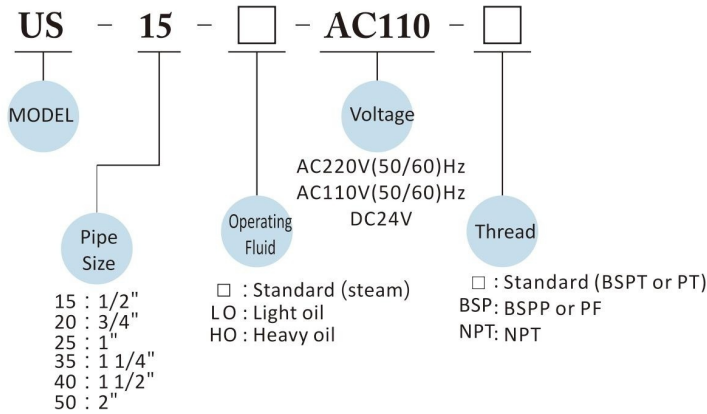 US - 15 - □ - AC110 - □
MODEL
Voltage
AC220V(50/60)Hz
AC110V(50/60)Hz
DC24V
Pipe
Size
15 : 1/2"
20 : 3/4"
25 : 1"
35 : 1 1/4"
40 : 1 1/2"
50 : 2"
Operating
Fluid
□ : Standard (steam)
LO : Light oil
HO : Heavy oil
Thread
□ : Standard (BSPT or PT)
BSP: BSPP or PF
NPT: NPT